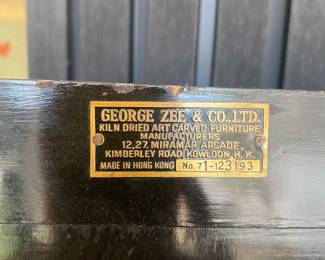 GEORGE ZEE & CO., LTD.
KILN DRIED ART CARVED FURNITURE
MANUFACTURERS
12, 27, MIRAMAR ARCADE,
KIMBERLEY ROAD, KOWLOON, H. K.
MADE IN HONG KONG No. 71-123193